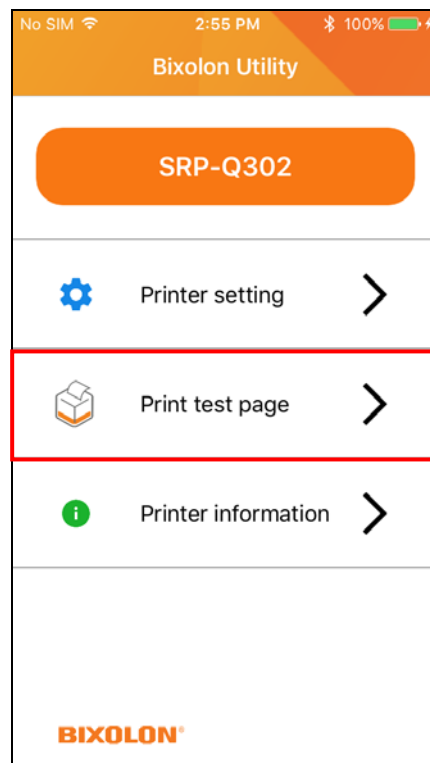 No SIM 2:55 PM 100%
Bixolon Utility
SRP-Q302
Printer setting
Print test page
Printer information
BIXOLON®